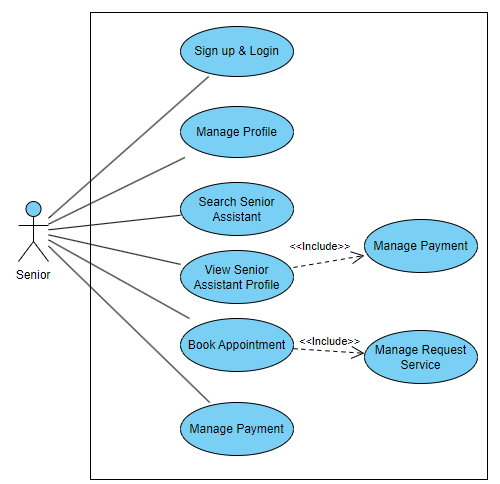 Sign up & Login
Manage Profile
Search Senior
Assistant
<<Include>>
Manage Payment
View Senior
Assistant Profile
Senior
Book Appointment
<<Include>>
Manage Request
Service
Manage Payment